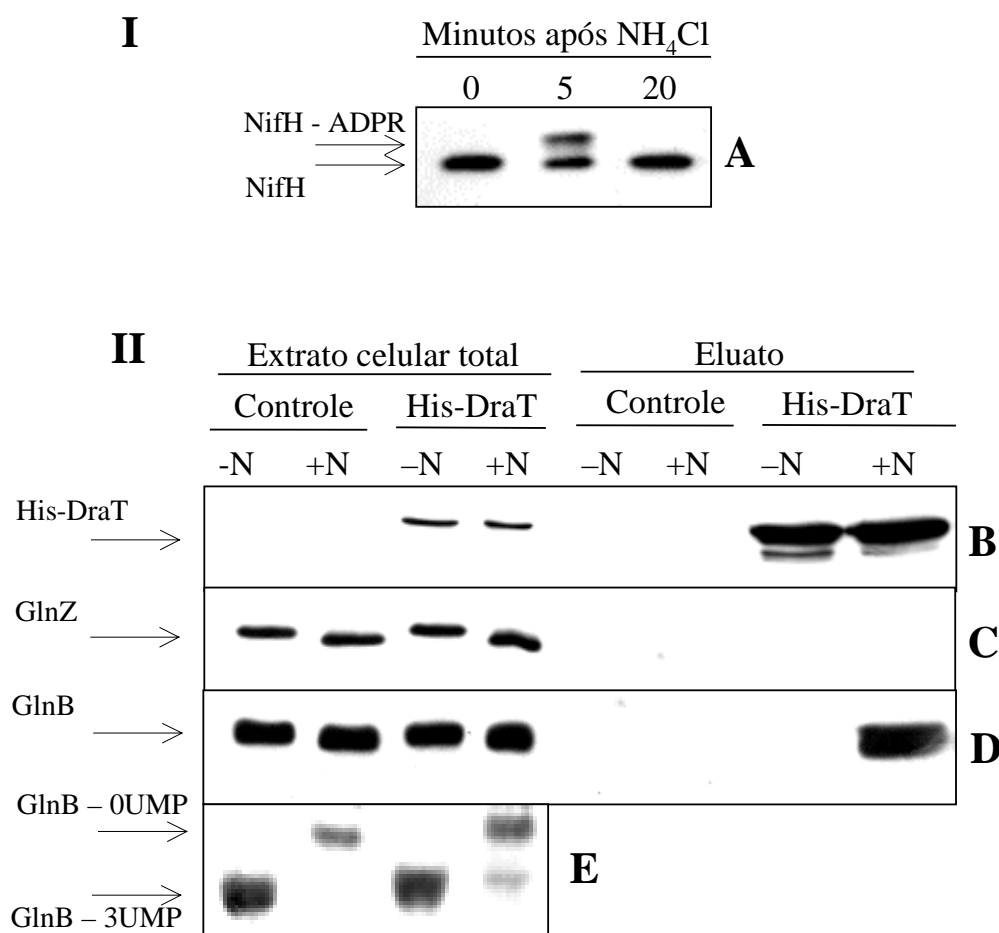 I
Minutos após NH₄Cl
0 5 20
NifH - ADPR
NifH
A
II
Extrato celular total Eluato
Controle His-DraT Controle His-DraT
-N +N –N +N –N +N –N +N
His-DraT
B
GlnZ
C
GlnB
D
GlnB – 0UMP
E
GlnB – 3UMP